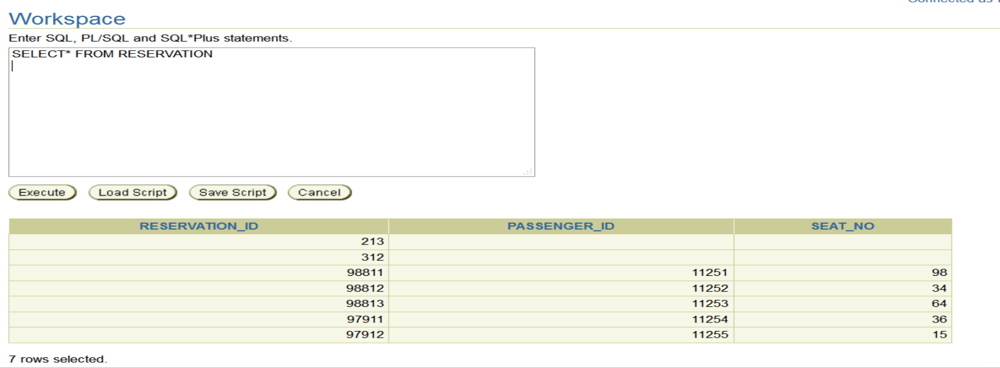 Workspace
Enter SQL, PL/SQL and SQL*Plus statements.
SELECT* FROM RESERVATION
Execute Load Script Save Script Cancel
RESERVATION_ID PASSENGER_ID SEAT_NO
213
312
98811 11251 98
98812 11252 34
98813 11253 64
97911 11254 36
97912 11255 15
7 rows selected.